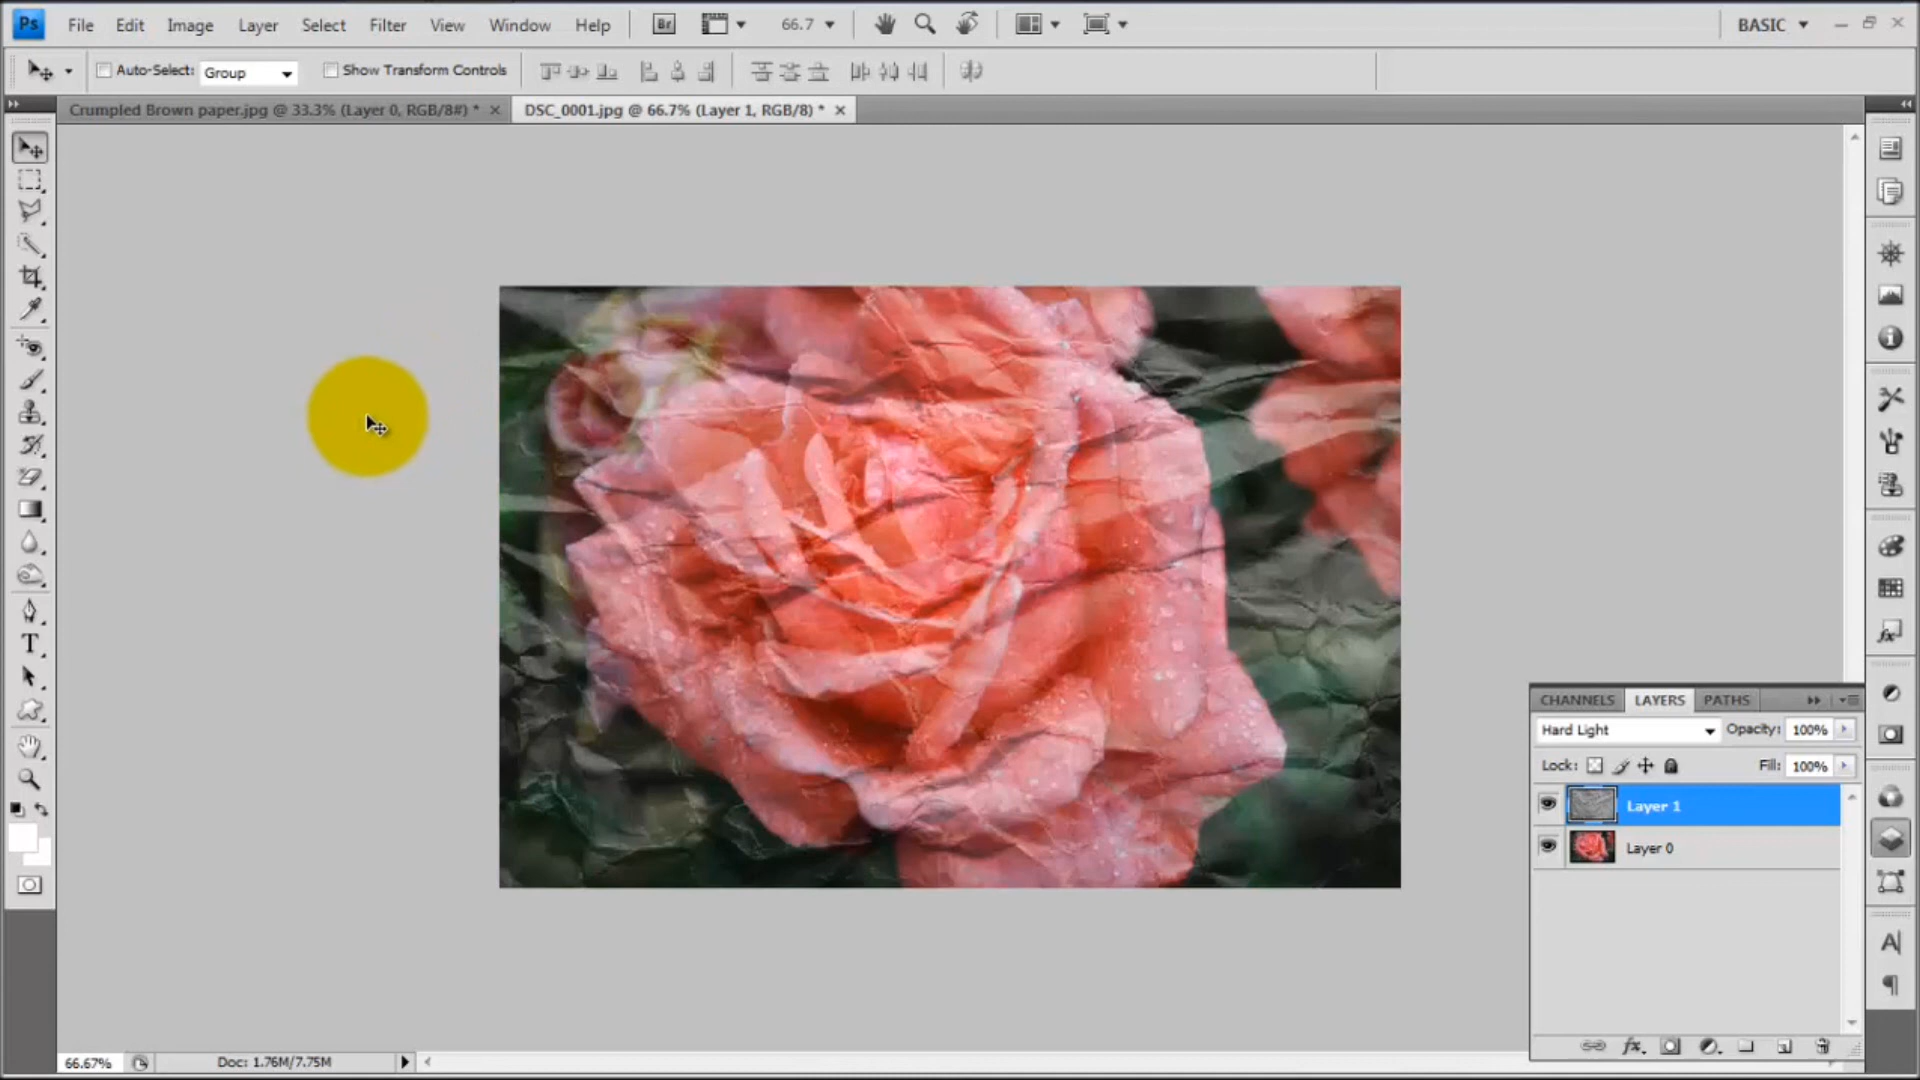 Ps File Edit Image Layer Select Filter View Window Help Br 66.7 BASIC
Auto-Select: Group Show Transform Controls
Crumpled Brown paper.jpg @ 33.3% (Layer 0, RGB/8#) * DSC_0001.jpg @ 66.7% (Layer 1, RGB/8) *
CHANNELS LAYERS PATHS
Hard Light Opacity: 100%
Lock: Fill: 100%
Layer 1
Layer 0
66.67% Doc: 1.76M/7.75M